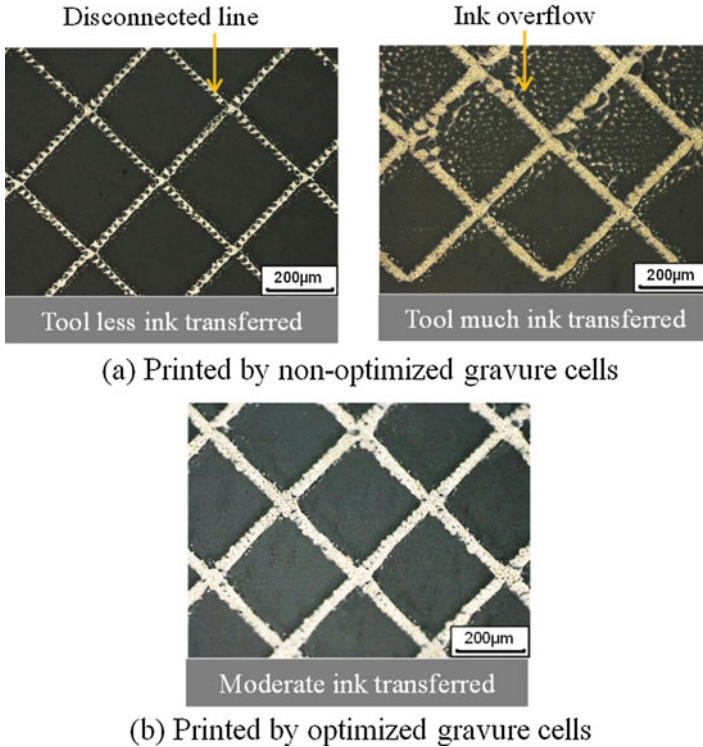 Disconnected line
Ink overflow
200μm
200μm
Tool less ink transferred
Tool much ink transferred
(a) Printed by non-optimized gravure cells
200μm
Moderate ink transferred
(b) Printed by optimized gravure cells